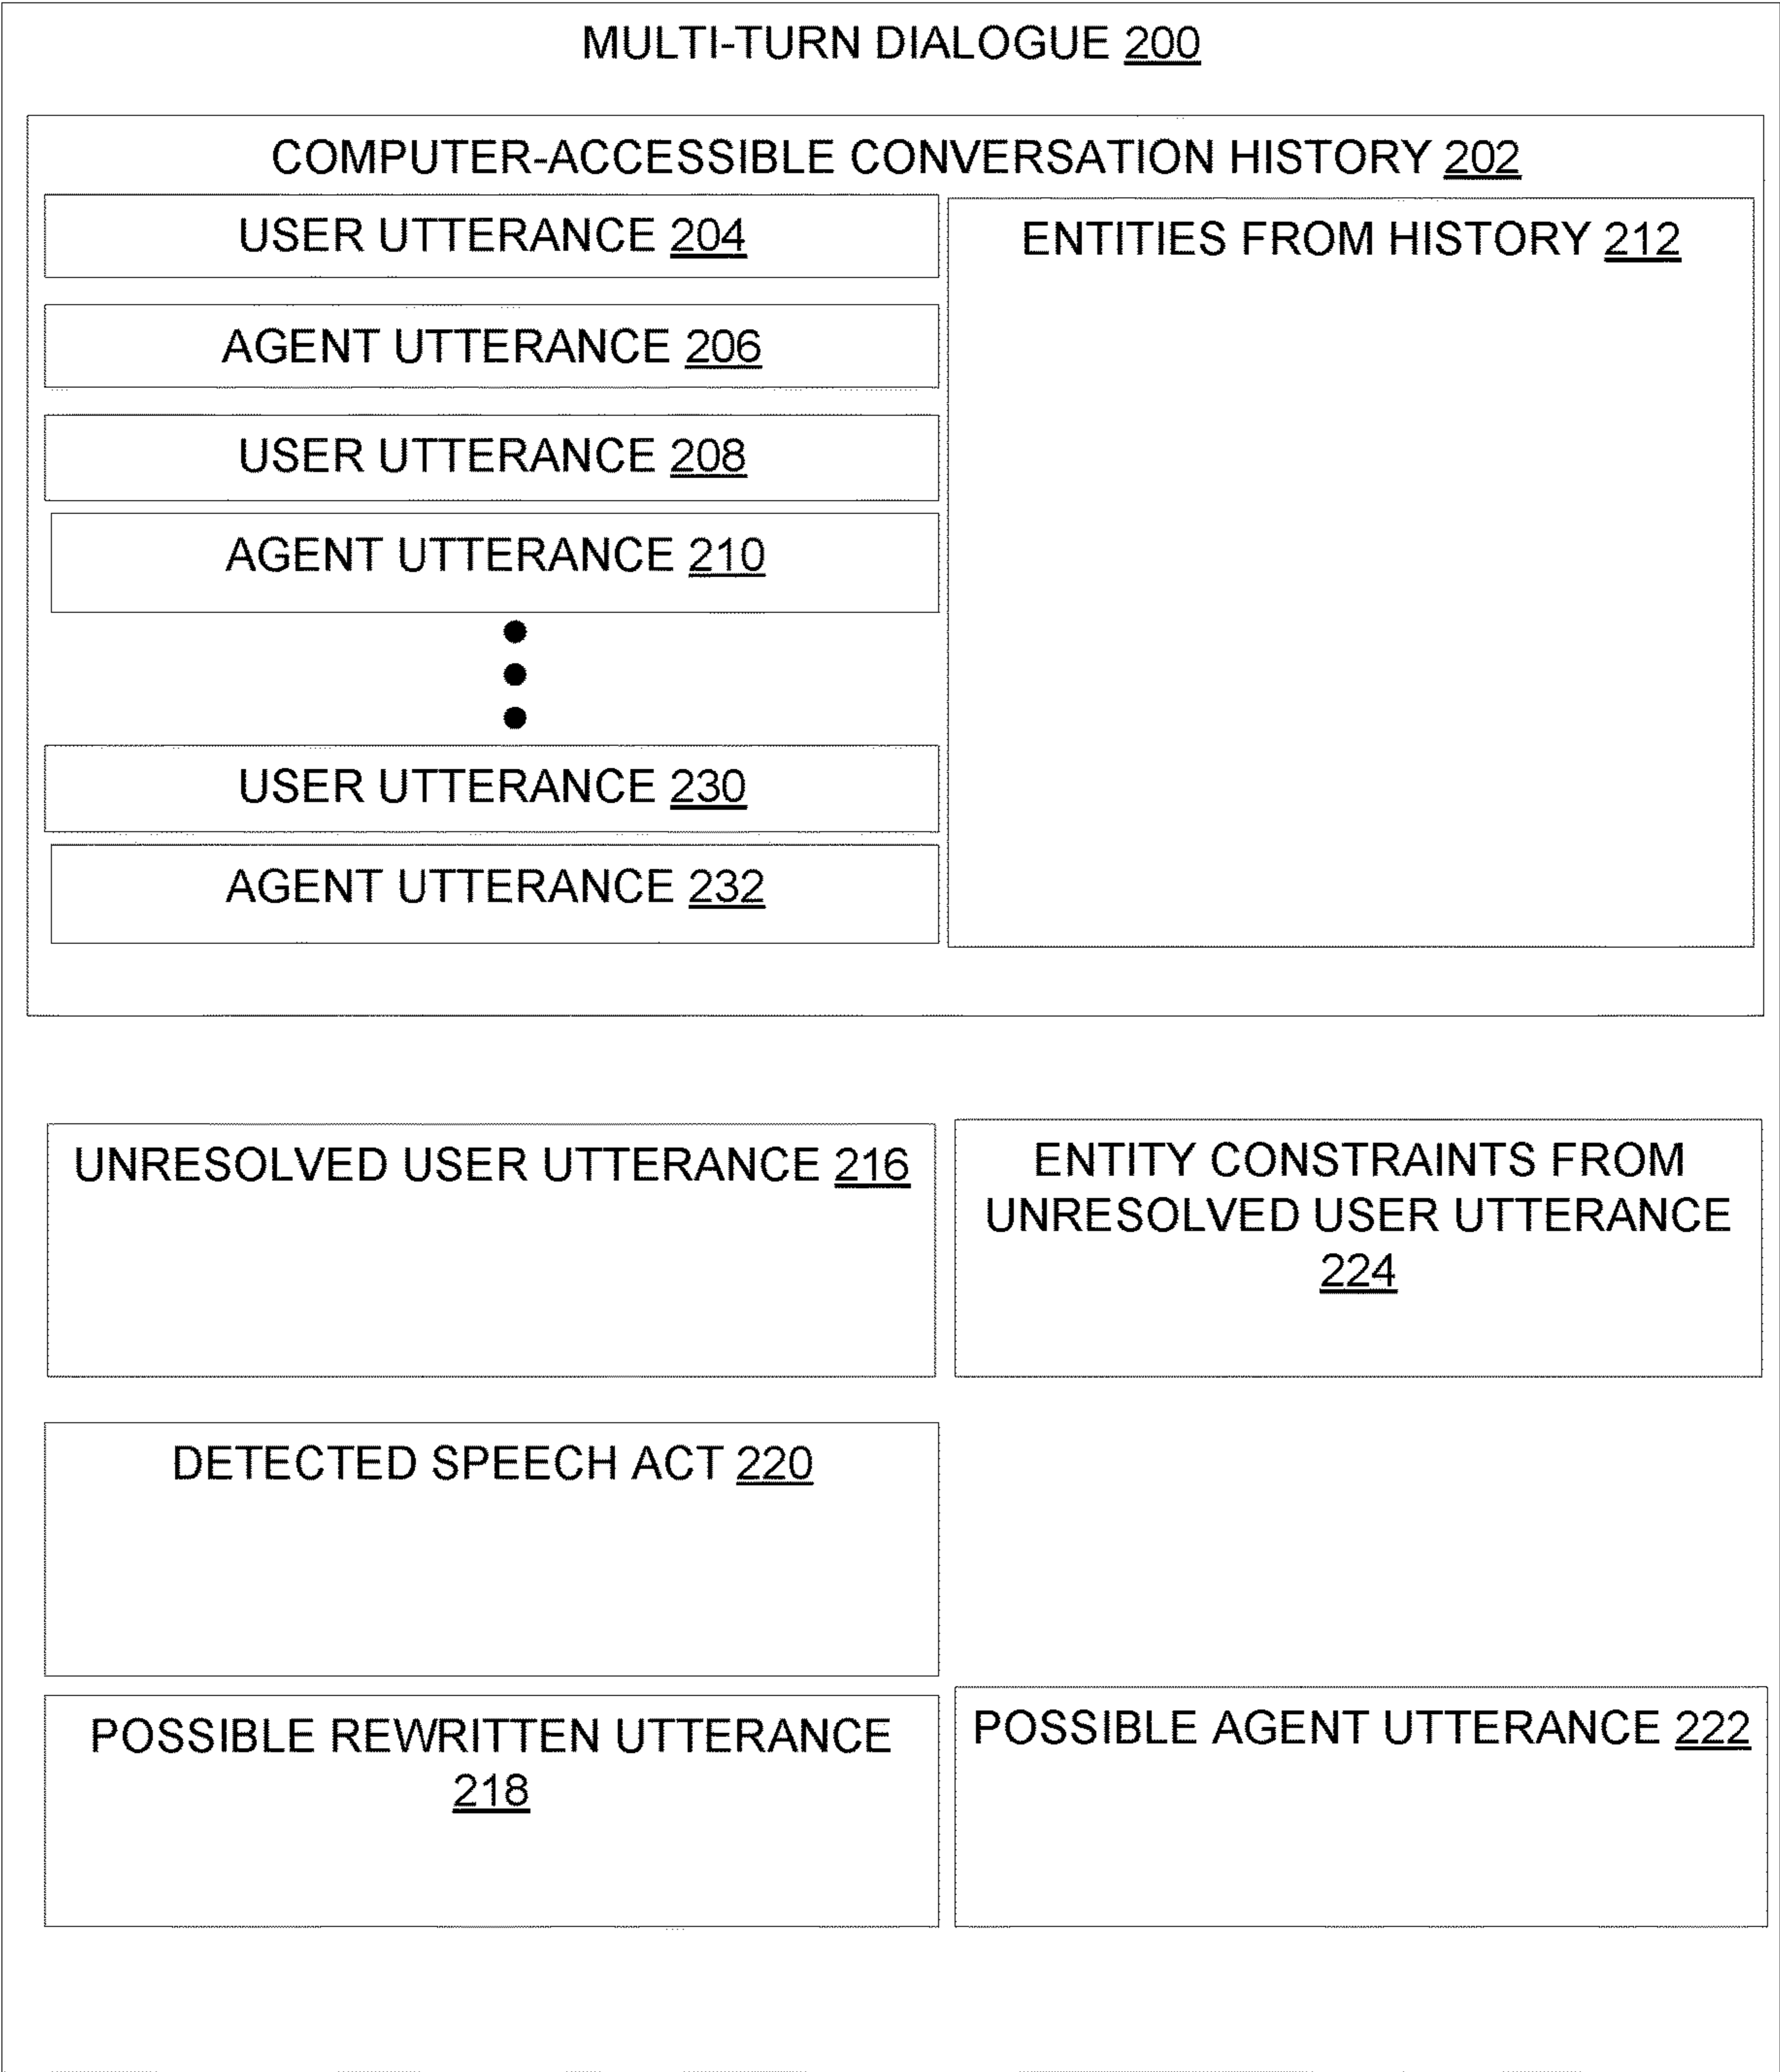 MULTI-TURN DIALOGUE 200
COMPUTER-ACCESSIBLE CONVERSATION HISTORY 202
USER UTTERANCE 204
AGENT UTTERANCE 206
USER UTTERANCE 208
AGENT UTTERANCE 210
USER UTTERANCE 230
AGENT UTTERANCE 232
ENTITIES FROM HISTORY 212
UNRESOLVED USER UTTERANCE 216
ENTITY CONSTRAINTS FROM
UNRESOLVED USER UTTERANCE
224
DETECTED SPEECH ACT 220
POSSIBLE REWRITTEN UTTERANCE
218
POSSIBLE AGENT UTTERANCE 222